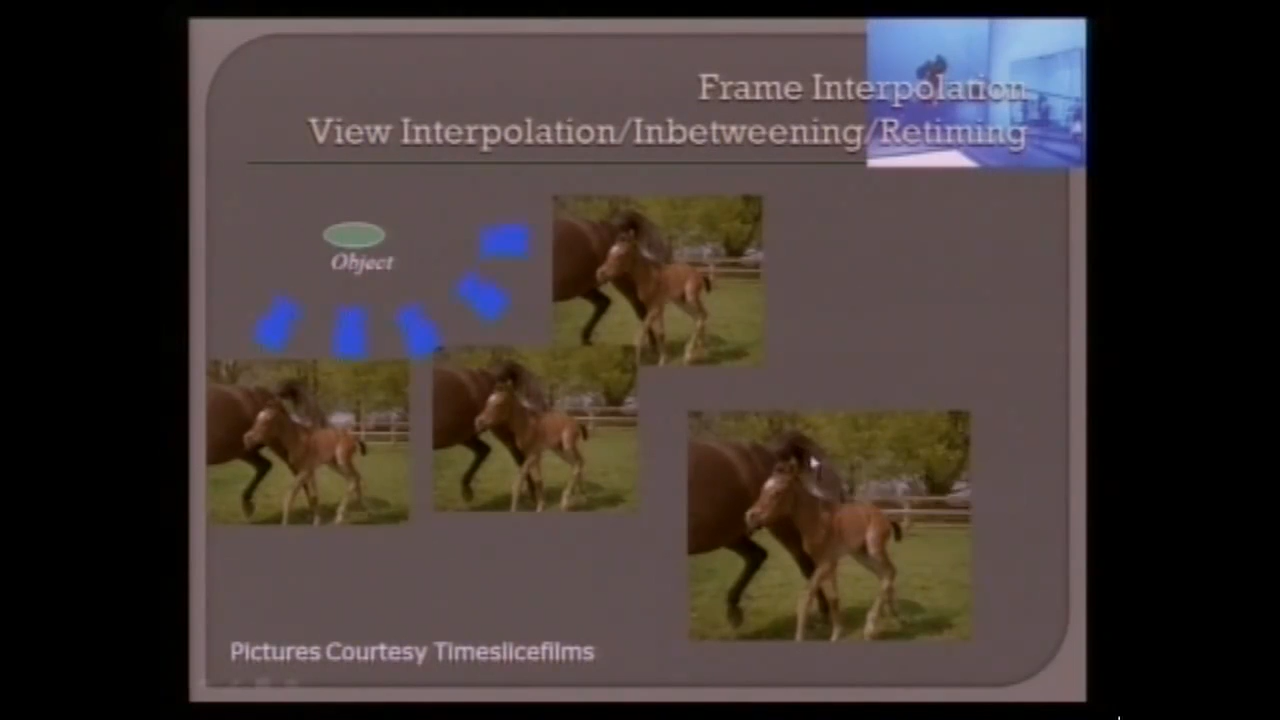 Frame Interpolation
View Interpolation/Inbetweening/Retiming
Object
Pictures Courtesy Timeslicefilms